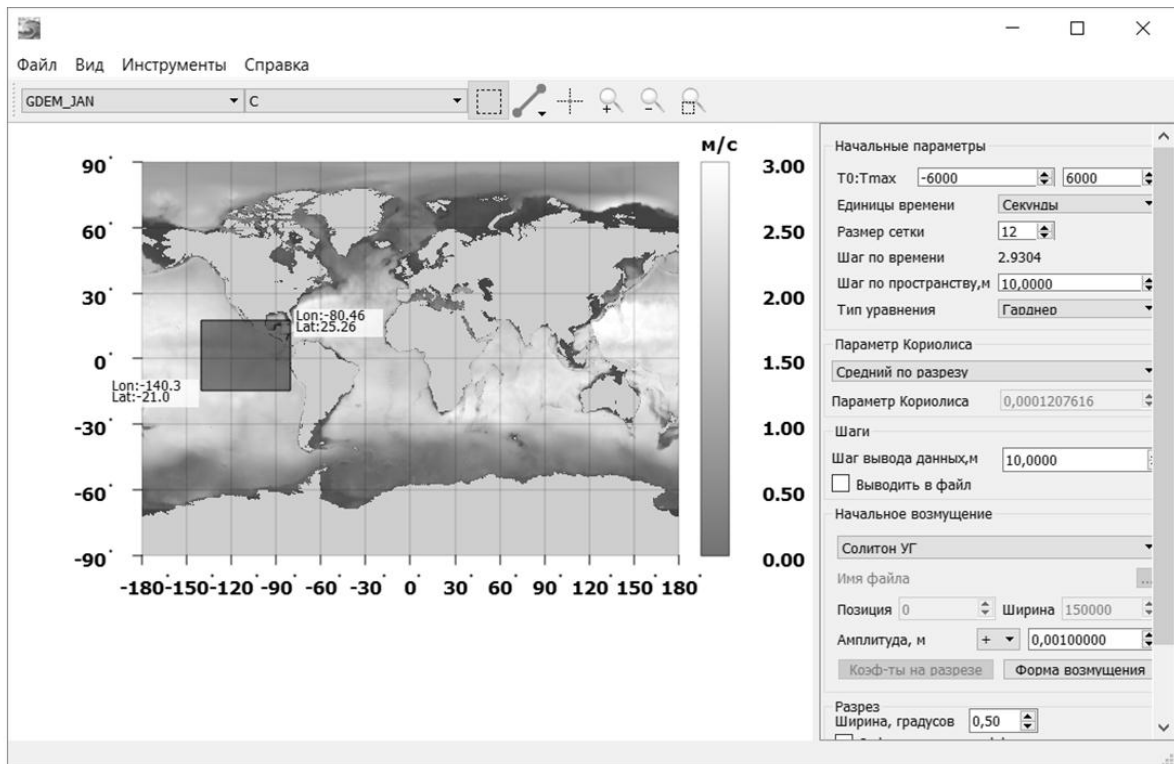 Файл Вид Инструменты Справка
GDEM_JAN C
м/с
90°
60°
30°
0°
-30°
-60°
-90°
Lon:-80.46
Lat:25.26
Lon:-140.3
Lat:-21.0
-180 -150 -120 -90 -60 -30 0 30 60 90 120 150 180
3.00
2.50
2.00
1.50
1.00
0.50
0.00
Начальные параметры
T0:Tmax -6000 6000
Единицы времени Секунды
Размер сетки 12
Шаг по времени 2.9304
Шаг по пространству,м 10,0000
Тип уравнения Гарднер
Параметр Кориолиса
Средний по разрезу
Параметр Кориолиса 0,0001207616
Шаги
Шаг вывода данных,м 10,0000
Выводить в файл
Начальное возмущение
Солитон УГ
Имя файла ...
Позиция 0 Ширина 150000
Амплитуда, м + 0,00100000
Коэф-ты на разрезе Форма возмущения
Разрез
Ширина, градусов 0,50